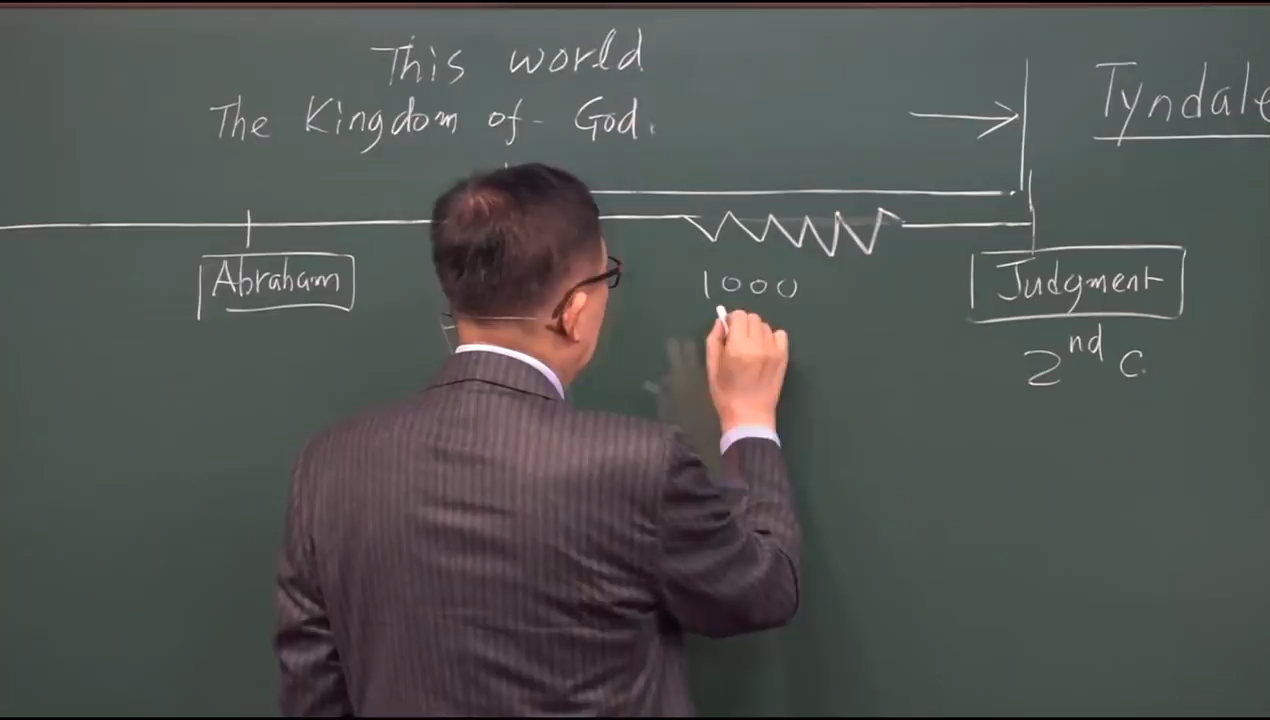 This world
The Kingdom of God.
Tyndale
Abraham
1000
Judgment
2nd C.